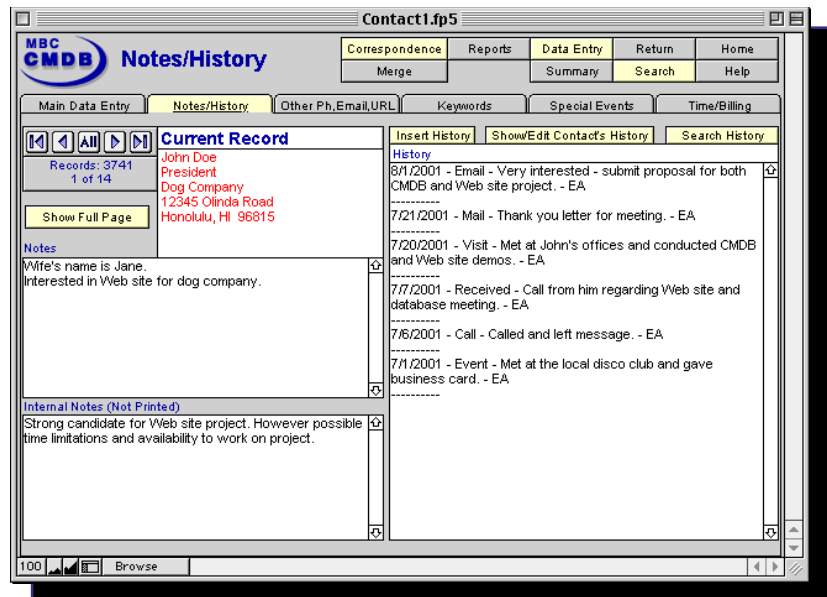 Contact1.fp5
MBC
CMDB
Notes/History
Correspondence Reports Data Entry Return Home
Merge Summary Search Help
Main Data Entry Notes/History Other Ph,Email,URL Keywords Special Events Time/Billing
All
Records: 3741
1 of 14
Show Full Page
Current Record
John Doe
President
Dog Company
12345 Olinda Road
Honolulu, HI 96815
Notes
Wife's name is Jane.
Interested in Web site for dog company.
Internal Notes (Not Printed)
Strong candidate for Web site project. However possible
time limitations and availability to work on project.
Insert History Show/Edit Contact's History Search History
History
8/1/2001 - Email - Very interested - submit proposal for both
CMDB and Web site project. - EA
----------
7/21/2001 - Mail - Thank you letter for meeting. - EA
----------
7/20/2001 - Visit - Met at John's offices and conducted CMDB
and Web site demos. - EA
----------
7/7/2001 - Received - Call from him regarding Web site and
database meeting. - EA
----------
7/6/2001 - Call - Called and left message. - EA
----------
7/1/2001 - Event - Met at the local disco club and gave
business card. - EA
----------
100 Browse